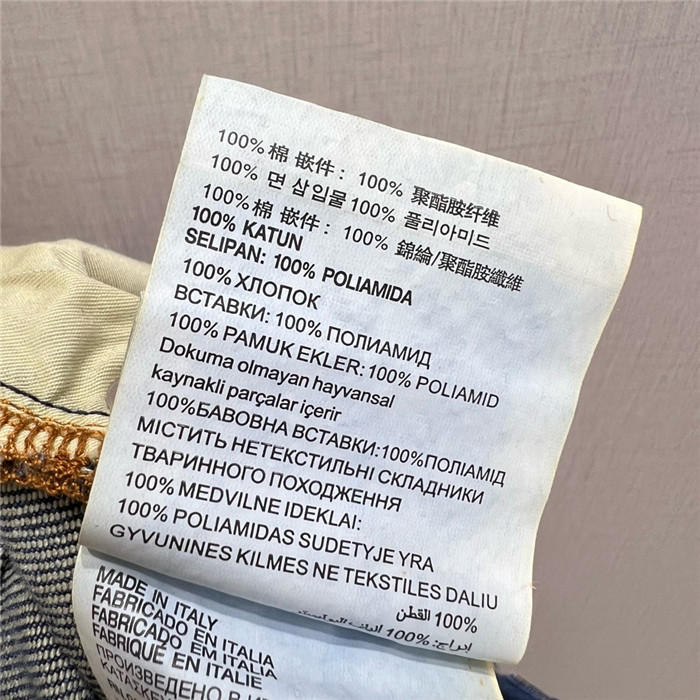 100% 棉 嵌件: 100% 聚酯胺纤维
100% 면 삽입물 100% 폴리아미드
100% 棉 嵌件: 100% 錦綸/聚酯胺纖維
100% KATUN
SELIPAN: 100% POLIAMIDA
100% ХЛОПОК
ВСТАВКИ: 100% ПОЛИАМИД
100% PAMUK EKLER: 100% POLIAMID
Dokuma olmayan hayvansal
kaynakli parçalar içerir
100%БАВОВНА ВСТАВКИ:100%ПОЛІАМІД
МІСТИТЬ НЕТЕКСТИЛЬНІ СКЛАДНИКИ
ТВАРИННОГО ПОХОДЖЕННЯ
100% MEDVILNE IDEKLAI:
100% POLIAMIDAS SUDETYJE YRA
GYVUNINES KILMES NE TEKSTILES DALIU
100% القطن
100%
MADE IN ITALY
FABRICADO EN ITALIA
FABRICADO EM ITALIA
FABRIQUÉ EN ITALIE
ПРОИЗВЕДЕНО В